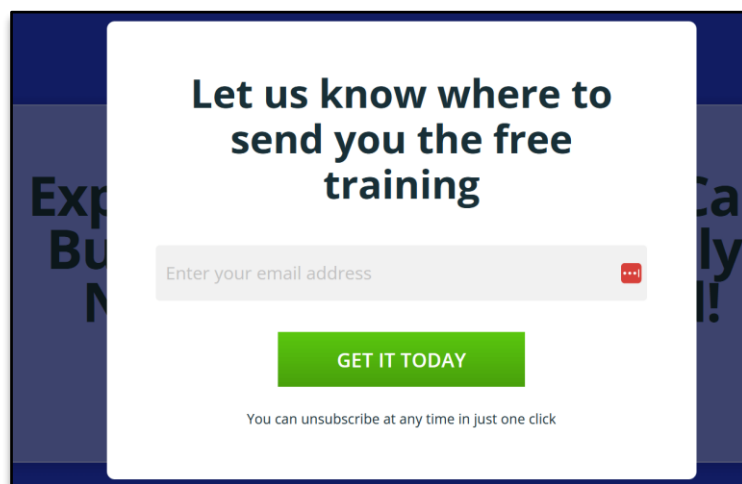 Let us know where to
send you the free
training
Enter your email address
GET IT TODAY
You can unsubscribe at any time in just one click